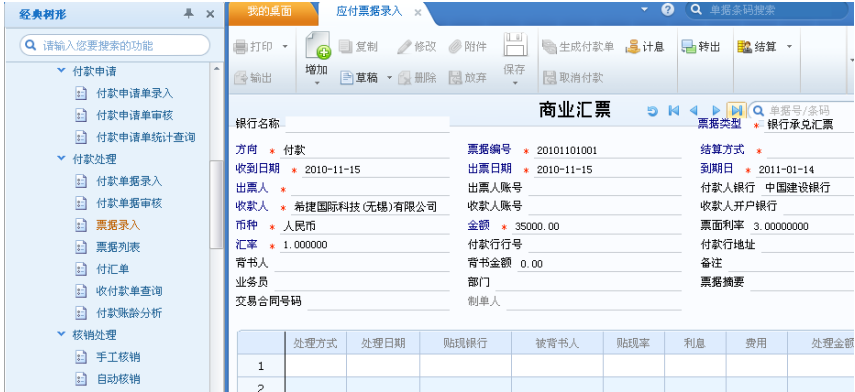 经典树形
请输入您要搜索的功能
付款申请
付款申请单录入
付款申请单审核
付款申请单统计查询
付款处理
付款单据录入
付款单据审核
票据录入
票据列表
付汇单
收付款单查询
付款账龄分析
核销处理
手工核销
自动核销
我的桌面 应付票据录入 单据条码搜索
打印 增加 复制 修改 附件 保存 生成付款单 计息 转出 结算
输出 草稿 删除 放弃 取消付款
商业汇票 单据号/条码
银行名称 票据类型 * 银行承兑汇票
方向 * 付款 票据编号 * 20101101001 结算方式 *
收到日期 * 2010-11-15 出票日期 * 2010-11-15 到期日 * 2011-01-14
出票人 * 出票人账号 付款人银行 中国建设银行
收款人 * 希捷国际科技(无锡)有限公司 收款人账号 收款人开户银行
币种 * 人民币 金额 * 35000.00 票面利率 3.00000000
汇率 * 1.000000 付款行行号 付款行地址
背书人 背书金额 0.00 备注
业务员 部门 票据摘要
交易合同号码 制单人
处理方式 处理日期 贴现银行 被背书人 贴现率 利息 费用 处理金额
1
2